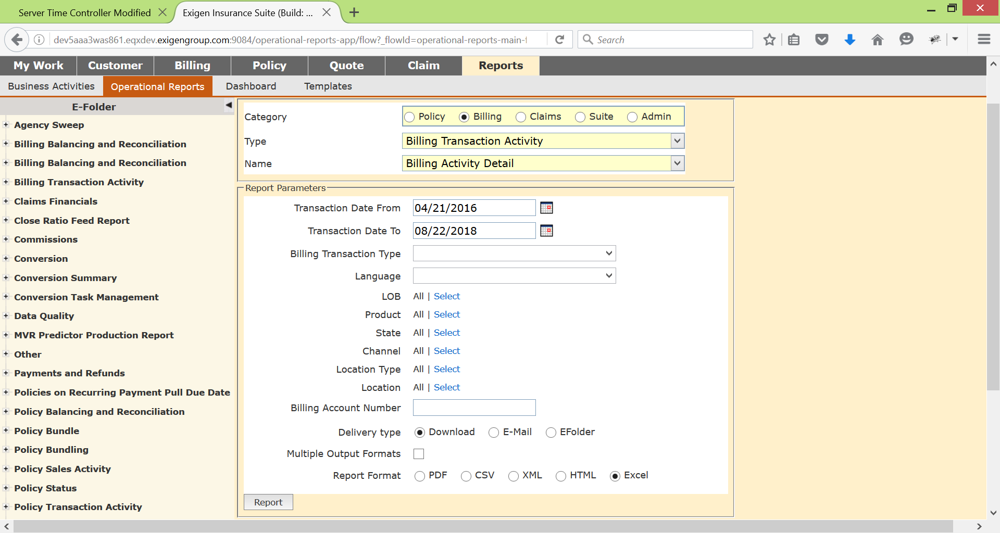 Server Time Controller Modified
Exigen Insurance Suite (Build: ...
dev5aaa3was861.eqxdev.exigengroup.com:9084/operational-reports-app/flow?_flowId=operational-reports-main-f
Search
My Work
Customer
Billing
Policy
Quote
Claim
Reports
Business Activities
Operational Reports
Dashboard
Templates
E-Folder
Agency Sweep
Billing Balancing and Reconciliation
Billing Balancing and Reconciliation
Billing Transaction Activity
Claims Financials
Close Ratio Feed Report
Commissions
Conversion
Conversion Summary
Conversion Task Management
Data Quality
MVR Predictor Production Report
Other
Payments and Refunds
Policies on Recurring Payment Pull Due Date
Policy Balancing and Reconciliation
Policy Bundle
Policy Bundling
Policy Sales Activity
Policy Status
Policy Transaction Activity
Category Policy Billing Claims Suite Admin
Type Billing Transaction Activity
Name Billing Activity Detail
Report Parameters
Transaction Date From 04/21/2016
Transaction Date To 08/22/2018
Billing Transaction Type
Language
LOB All | Select
Product All | Select
State All | Select
Channel All | Select
Location Type All | Select
Location All | Select
Billing Account Number
Delivery type Download E-Mail EFolder
Multiple Output Formats
Report Format PDF CSV XML HTML Excel
Report